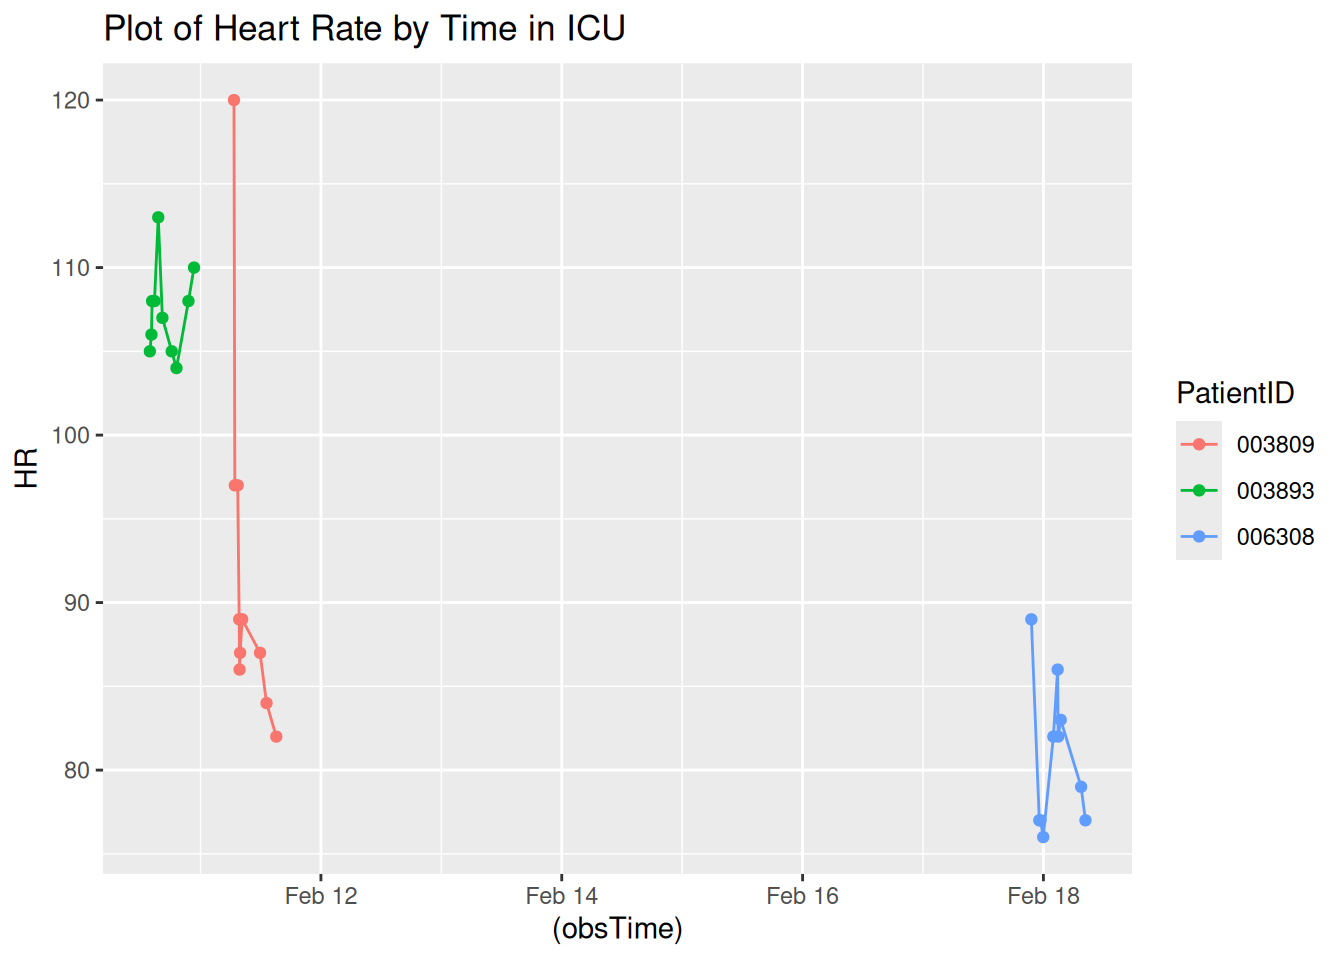 Plot of Heart Rate by Time in ICU
120
110
100
90
80
HR
Feb 12
Feb 14
Feb 16
Feb 18
(obsTime)
PatientID
003809
003893
006308